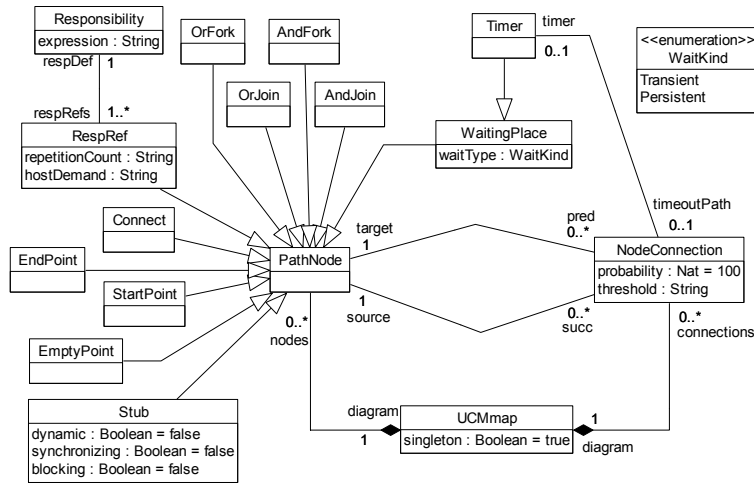 Responsibility
expression : String
respDef
1
respRefs
1..*
RespRef
repetitionCount : String
hostDemand : String
OrFork
AndFork
OrJoin
AndJoin
Timer
timer
0..1
<<enumeration>>
WaitKind
Transient
Persistent
WaitingPlace
waitType : WaitKind
Connect
EndPoint
StartPoint
EmptyPoint
PathNode
target
1
1
source
pred
0..*
timeoutPath
0..1
NodeConnection
probability : Nat = 100
threshold : String
0..*
succ
0..*
connections
0..*
nodes
Stub
dynamic : Boolean = false
synchronizing : Boolean = false
blocking : Boolean = false
diagram
1
UCMmap
singleton : Boolean = true
1
diagram